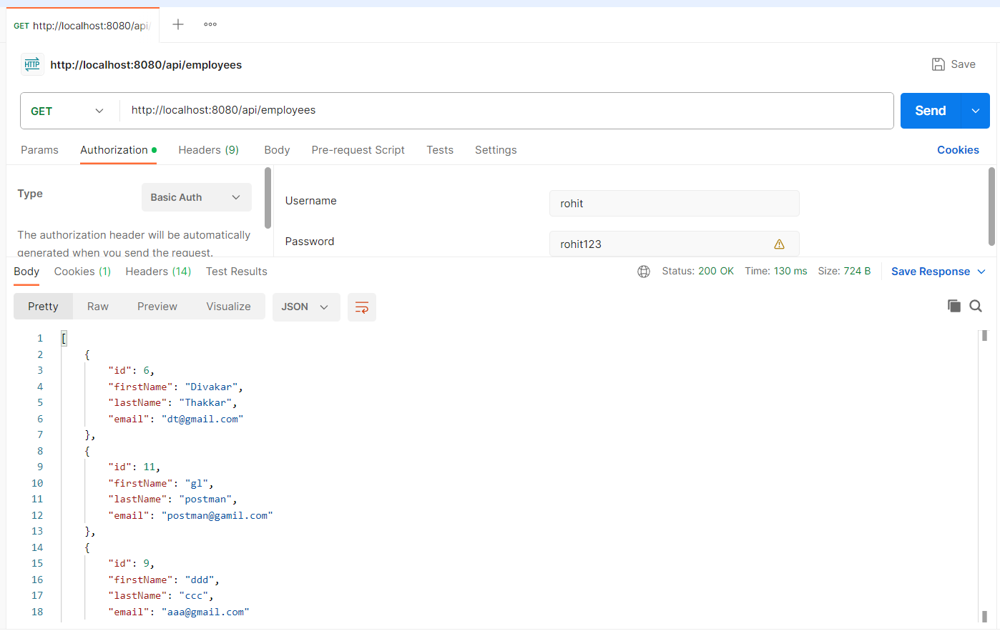 GET http://localhost:8080/api/
HTTP http://localhost:8080/api/employees Save
GET http://localhost:8080/api/employees Send
Params Authorization Headers (9) Body Pre-request Script Tests Settings Cookies
Type Basic Auth
The authorization header will be automatically
generated when you send the request.
Username rohit
Password rohit123
Body Cookies (1) Headers (14) Test Results Status: 200 OK Time: 130 ms Size: 724 B Save Response
Pretty Raw Preview Visualize JSON
1 [
2 {
3 "id": 6,
4 "firstName": "Divakar",
5 "lastName": "Thakkar",
6 "email": "dt@gmail.com"
7 },
8 {
9 "id": 11,
10 "firstName": "gl",
11 "lastName": "postman",
12 "email": "postman@gamil.com"
13 },
14 {
15 "id": 9,
16 "firstName": "ddd",
17 "lastName": "ccc",
18 "email": "aaa@gmail.com"